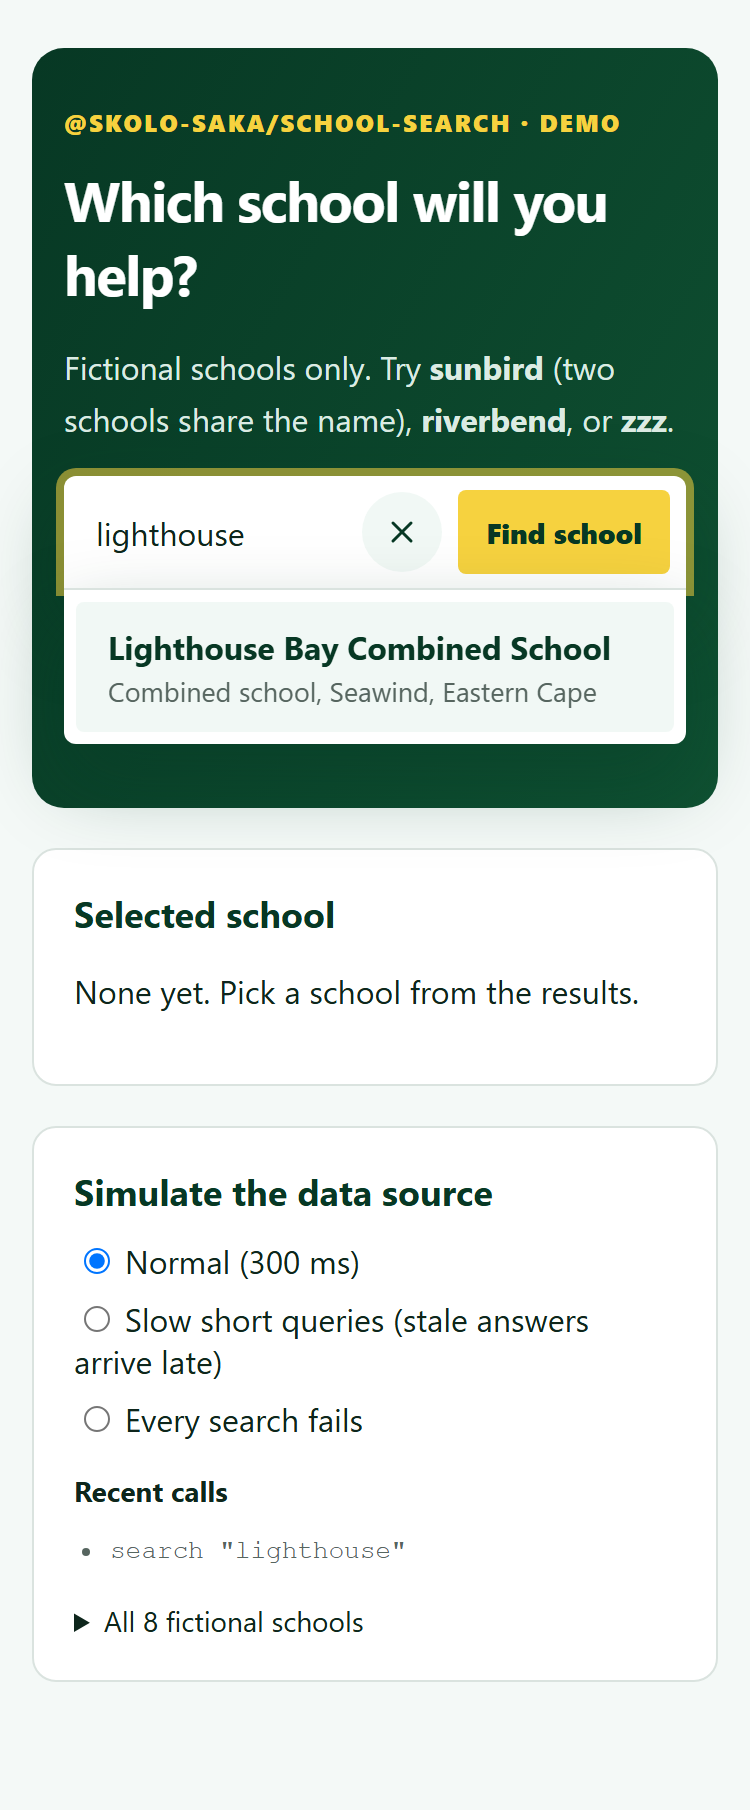 @SKOLO-SAKA/SCHOOL-SEARCH · DEMO
Which school will you
help?
Fictional schools only. Try sunbird (two
schools share the name), riverbend, or zzz.
lighthouse
Find school
Lighthouse Bay Combined School
Combined school, Seawind, Eastern Cape
Selected school
None yet. Pick a school from the results.
Simulate the data source
Normal (300 ms)
Slow short queries (stale answers
arrive late)
Every search fails
Recent calls
search "lighthouse"
All 8 fictional schools